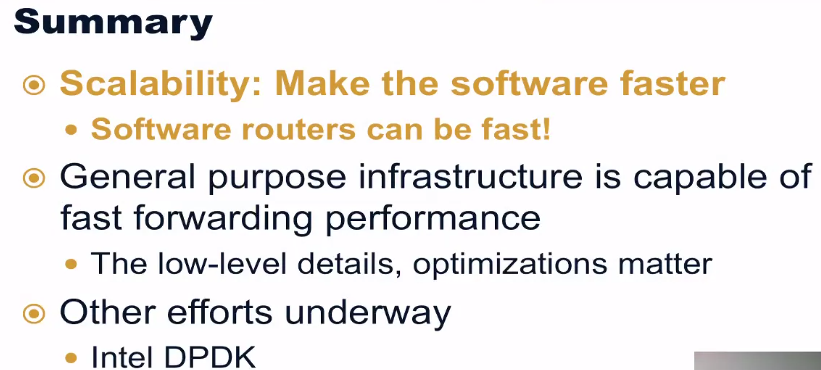 Summary
Scalability: Make the software faster
Software routers can be fast!
General purpose infrastructure is capable of
fast forwarding performance
The low-level details, optimizations matter
Other efforts underway
Intel DPDK